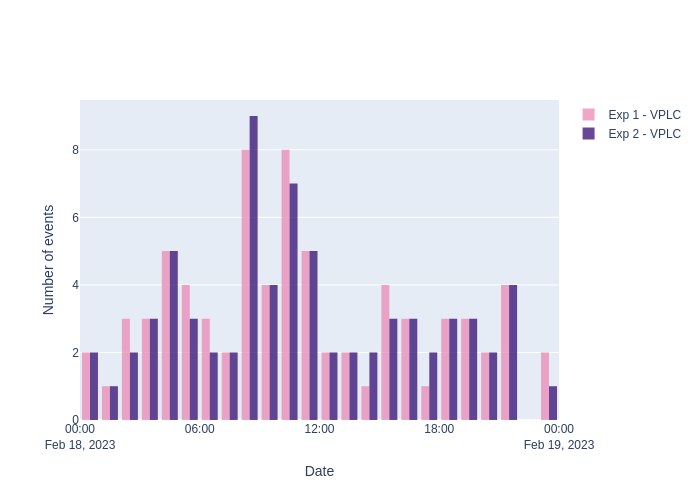 Exp 1 - VPLC
Exp 2 - VPLC
Number of events
8
6
4
2
0
00:00 06:00 12:00 18:00 00:00
Feb 18, 2023 Feb 19, 2023
Date